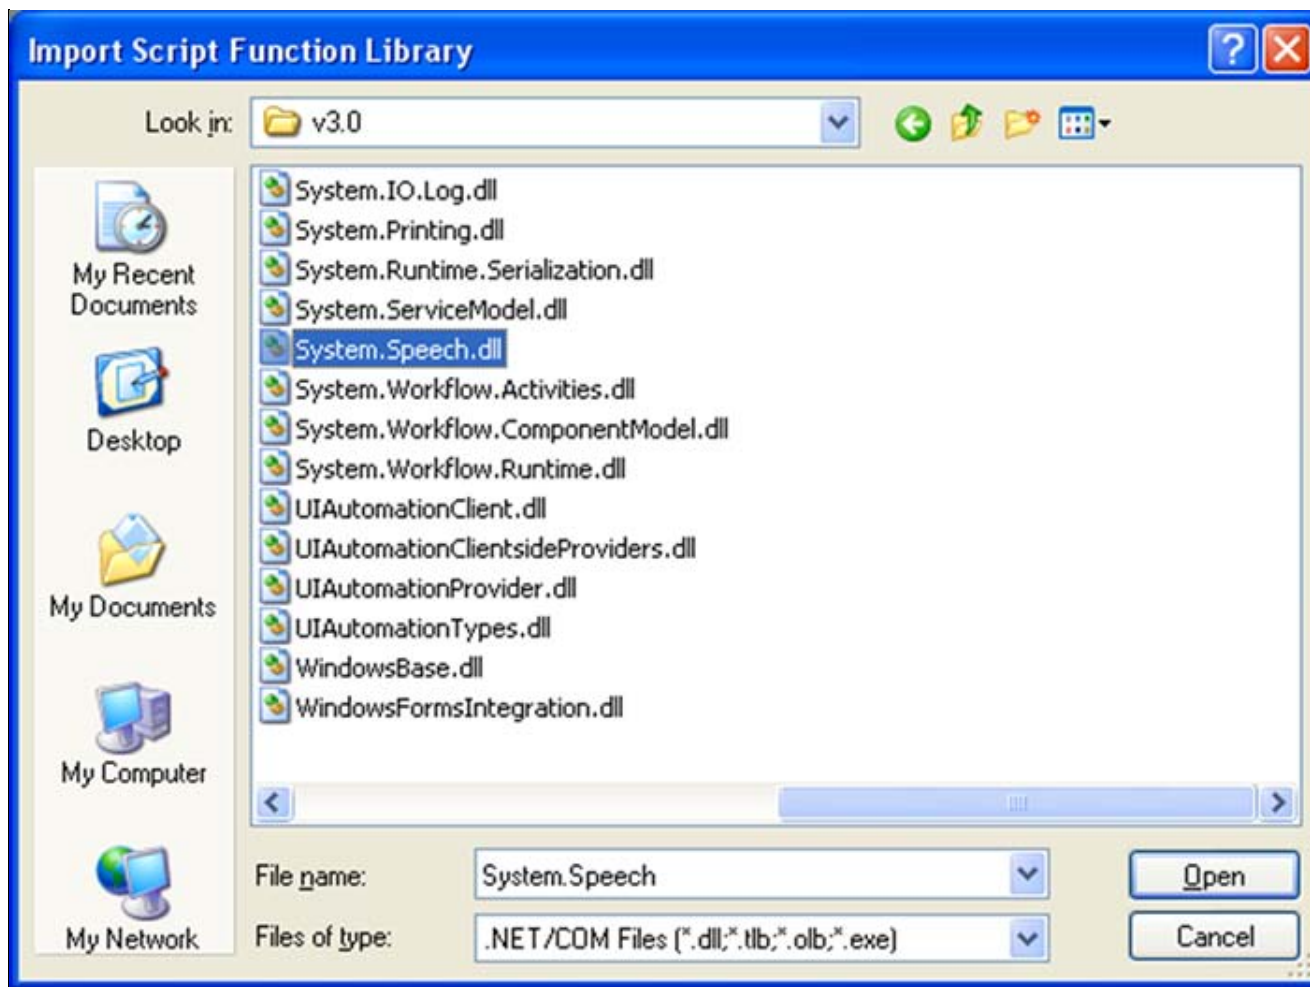 Import Script Function Library
Look in: v3.0
System.IO.Log.dll
System.Printing.dll
System.Runtime.Serialization.dll
System.ServiceModel.dll
System.Speech.dll
System.Workflow.Activities.dll
System.Workflow.ComponentModel.dll
System.Workflow.Runtime.dll
UIAutomationClient.dll
UIAutomationClientsideProviders.dll
UIAutomationProvider.dll
UIAutomationTypes.dll
WindowsBase.dll
WindowsFormsIntegration.dll
My Recent
Documents
Desktop
My Documents
My Computer
My Network
File name: System.Speech Open
Files of type: .NET/COM Files (*.dll;*.tlb;*.olb;*.exe) Cancel